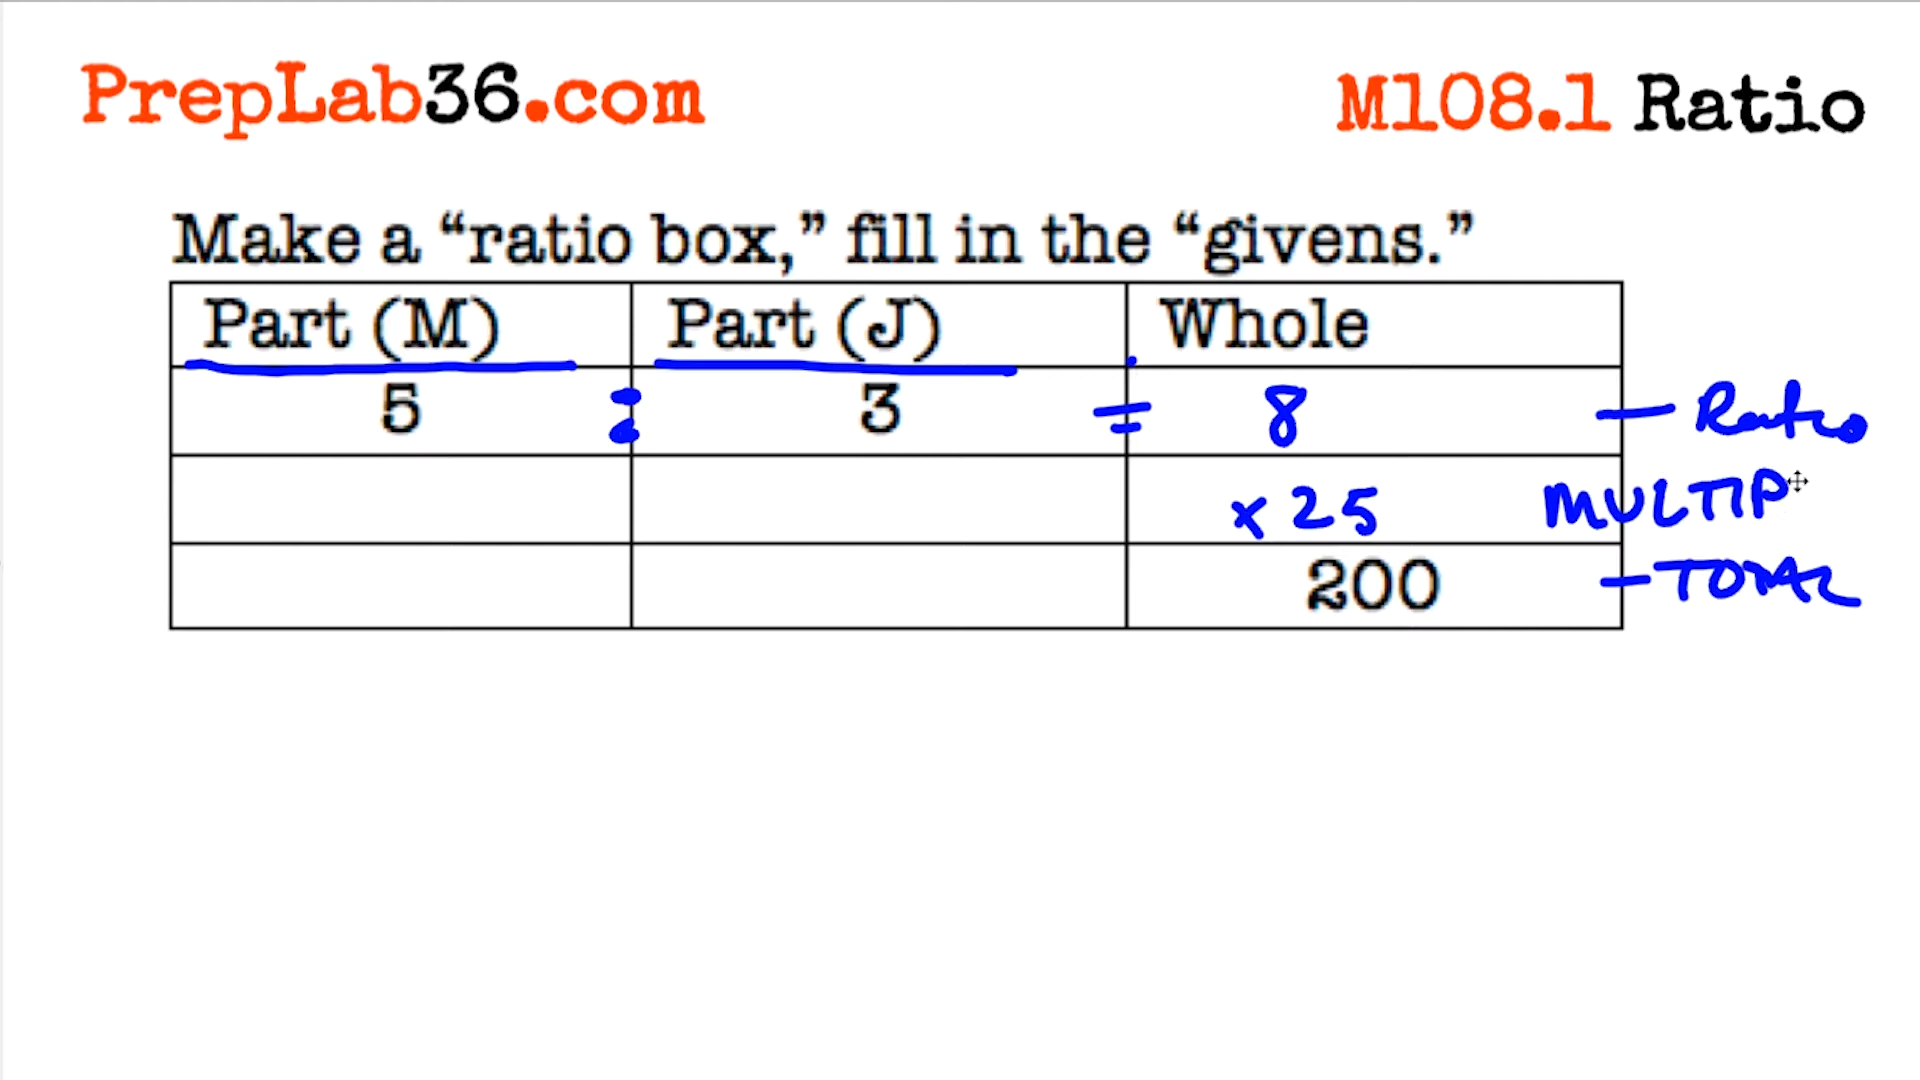 PrepLab36.com M108.1 Ratio
Make a “ratio box,” fill in the “givens.”
Part (M) Part (J) Whole
5 : 3 = 8 — Ratio
x 25 MULTIP
200 — TOTAL